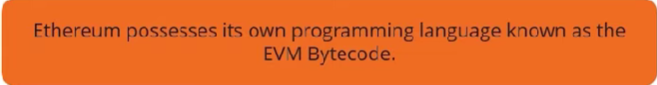 Ethereum possesses its own programming language known as the
EVM Bytecode.